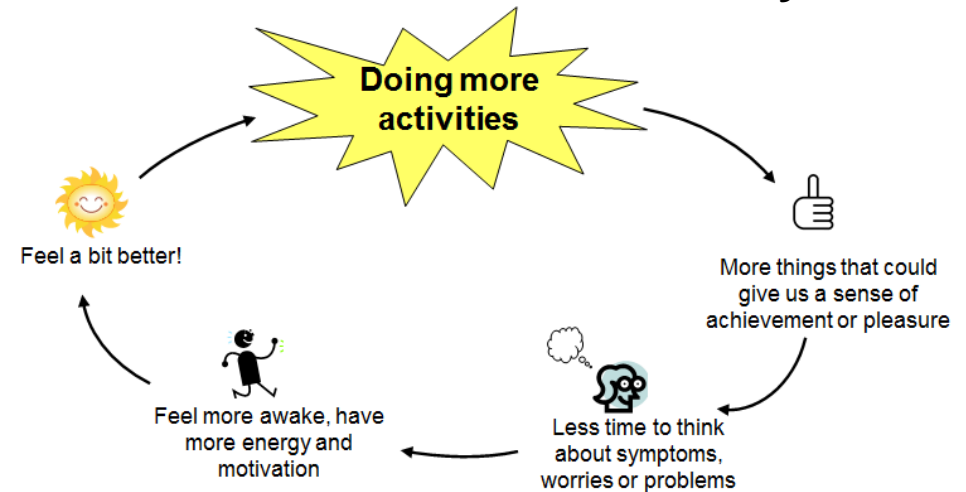 Doing more
activities
More things that could
give us a sense of
achievement or pleasure
Less time to think
about symptoms,
worries or problems
Feel more awake, have
more energy and
motivation
Feel a bit better!